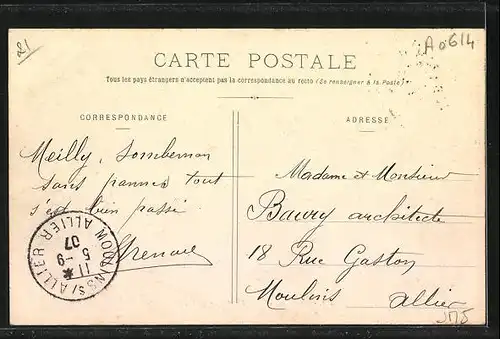 21
A0614
CARTE POSTALE
Tous les pays étrangers n'acceptent pas la correspondance au recto (Se renseigner à la Poste)
CORRESPONDANCE
ADRESSE
Meilly, Sombernon
sans pannes tout
s'est bien passé
Madame et Monsieur
Baury architecte
18 Rue Gaston
Moulins Allier
MOULINS/ALLIER
11
5-9
07